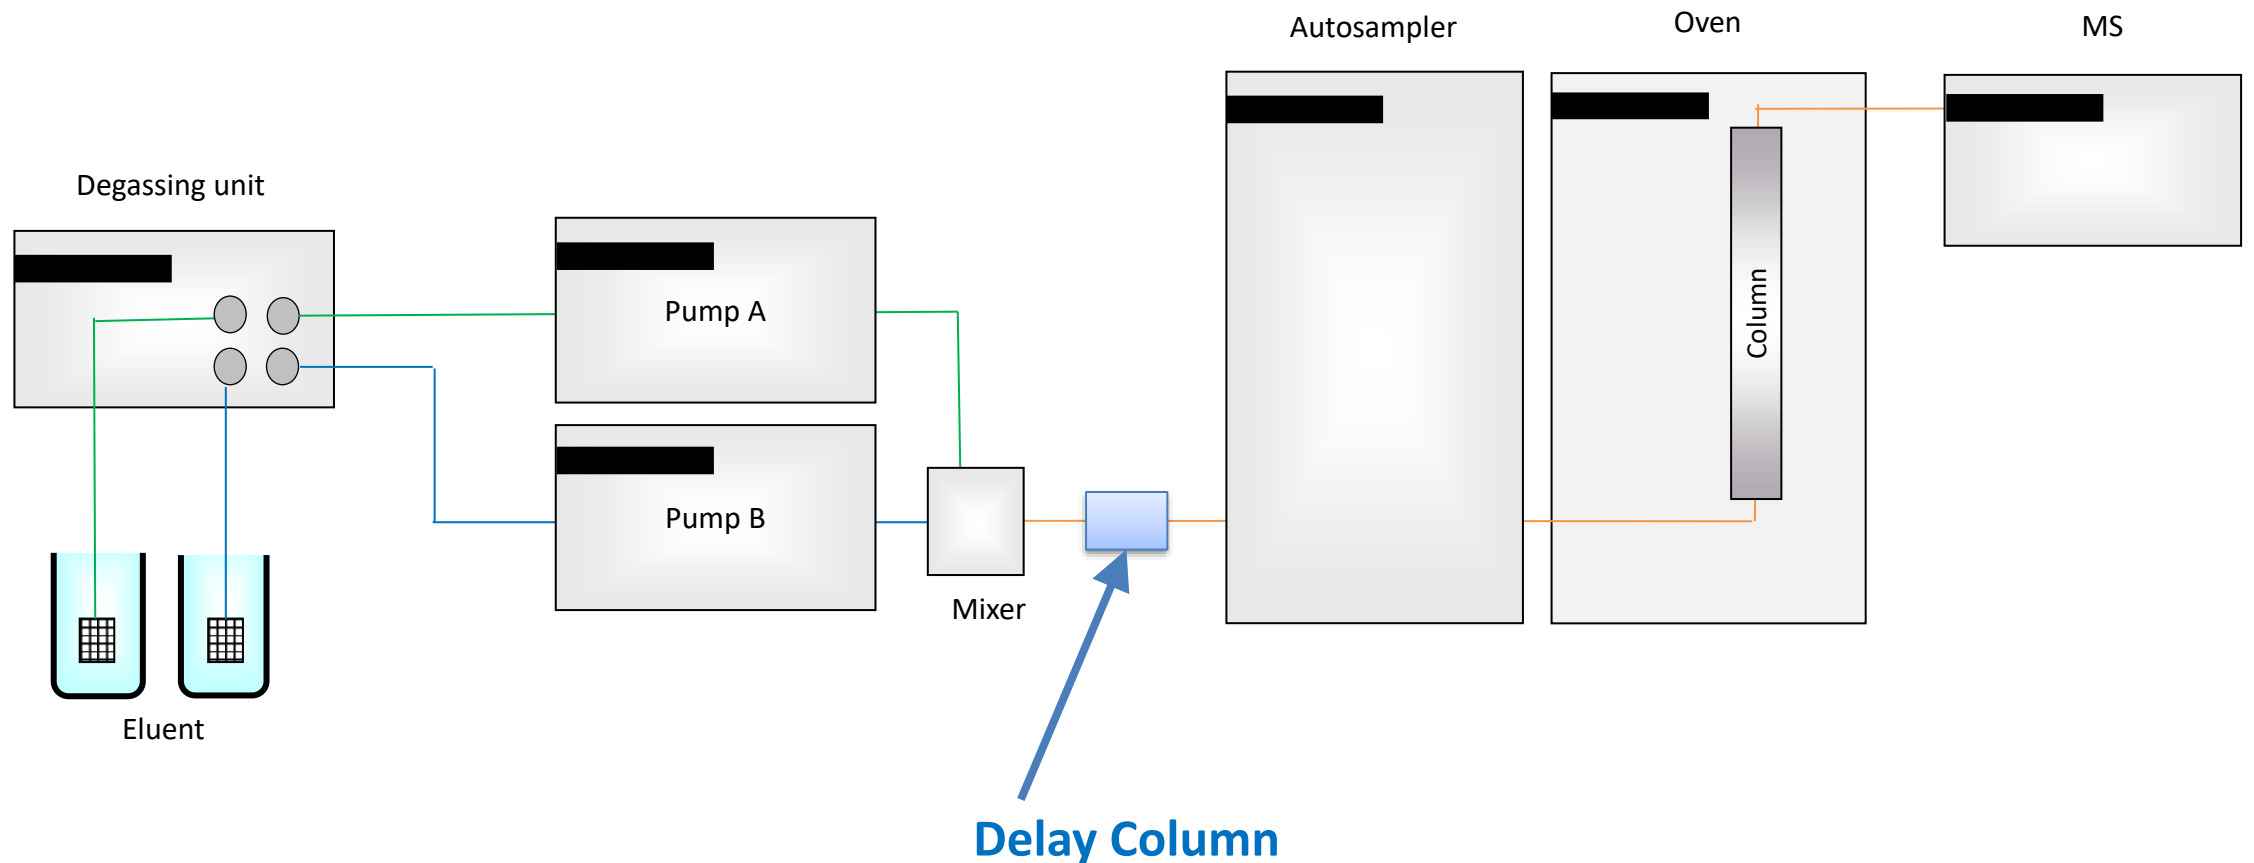 Autosampler
Oven
MS
Degassing unit
Pump A
Column
Pump B
Mixer
Eluent
Delay Column